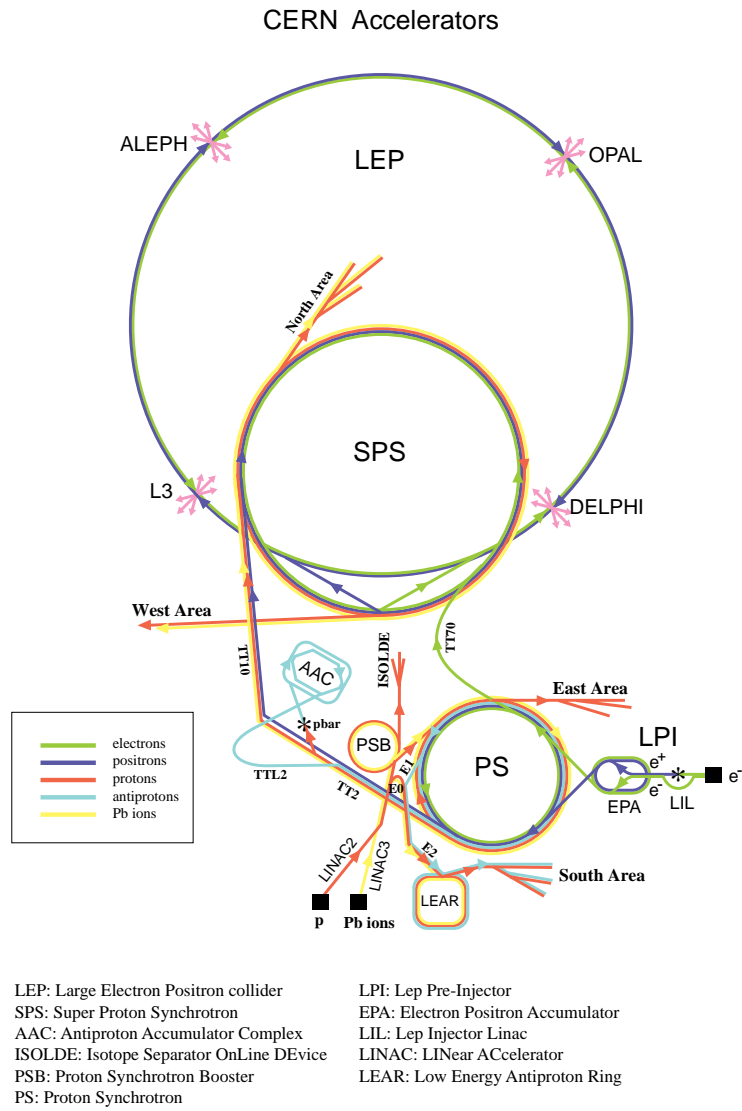 CERN Accelerators
ALEPH
LEP
OPAL
North Area
SPS
L3
DELPHI
West Area
TT10
TT70
ISOLDE
AAC
East Area
pbar
PSB
LPI
electrons
positrons
protons
antiprotons
Pb ions
TTL2
TT2
E0
E1
PS
e+
e-
EPA
LIL
e-
LINAC2
LINAC3
E2
LEAR
South Area
p
Pb ions
LEP: Large Electron Positron collider
SPS: Super Proton Synchrotron
AAC: Antiproton Accumulator Complex
ISOLDE: Isotope Separator OnLine DEvice
PSB: Proton Synchrotron Booster
PS: Proton Synchrotron
LPI: Lep Pre-Injector
EPA: Electron Positron Accumulator
LIL: Lep Injector Linac
LINAC: LINear ACcelerator
LEAR: Low Energy Antiproton Ring